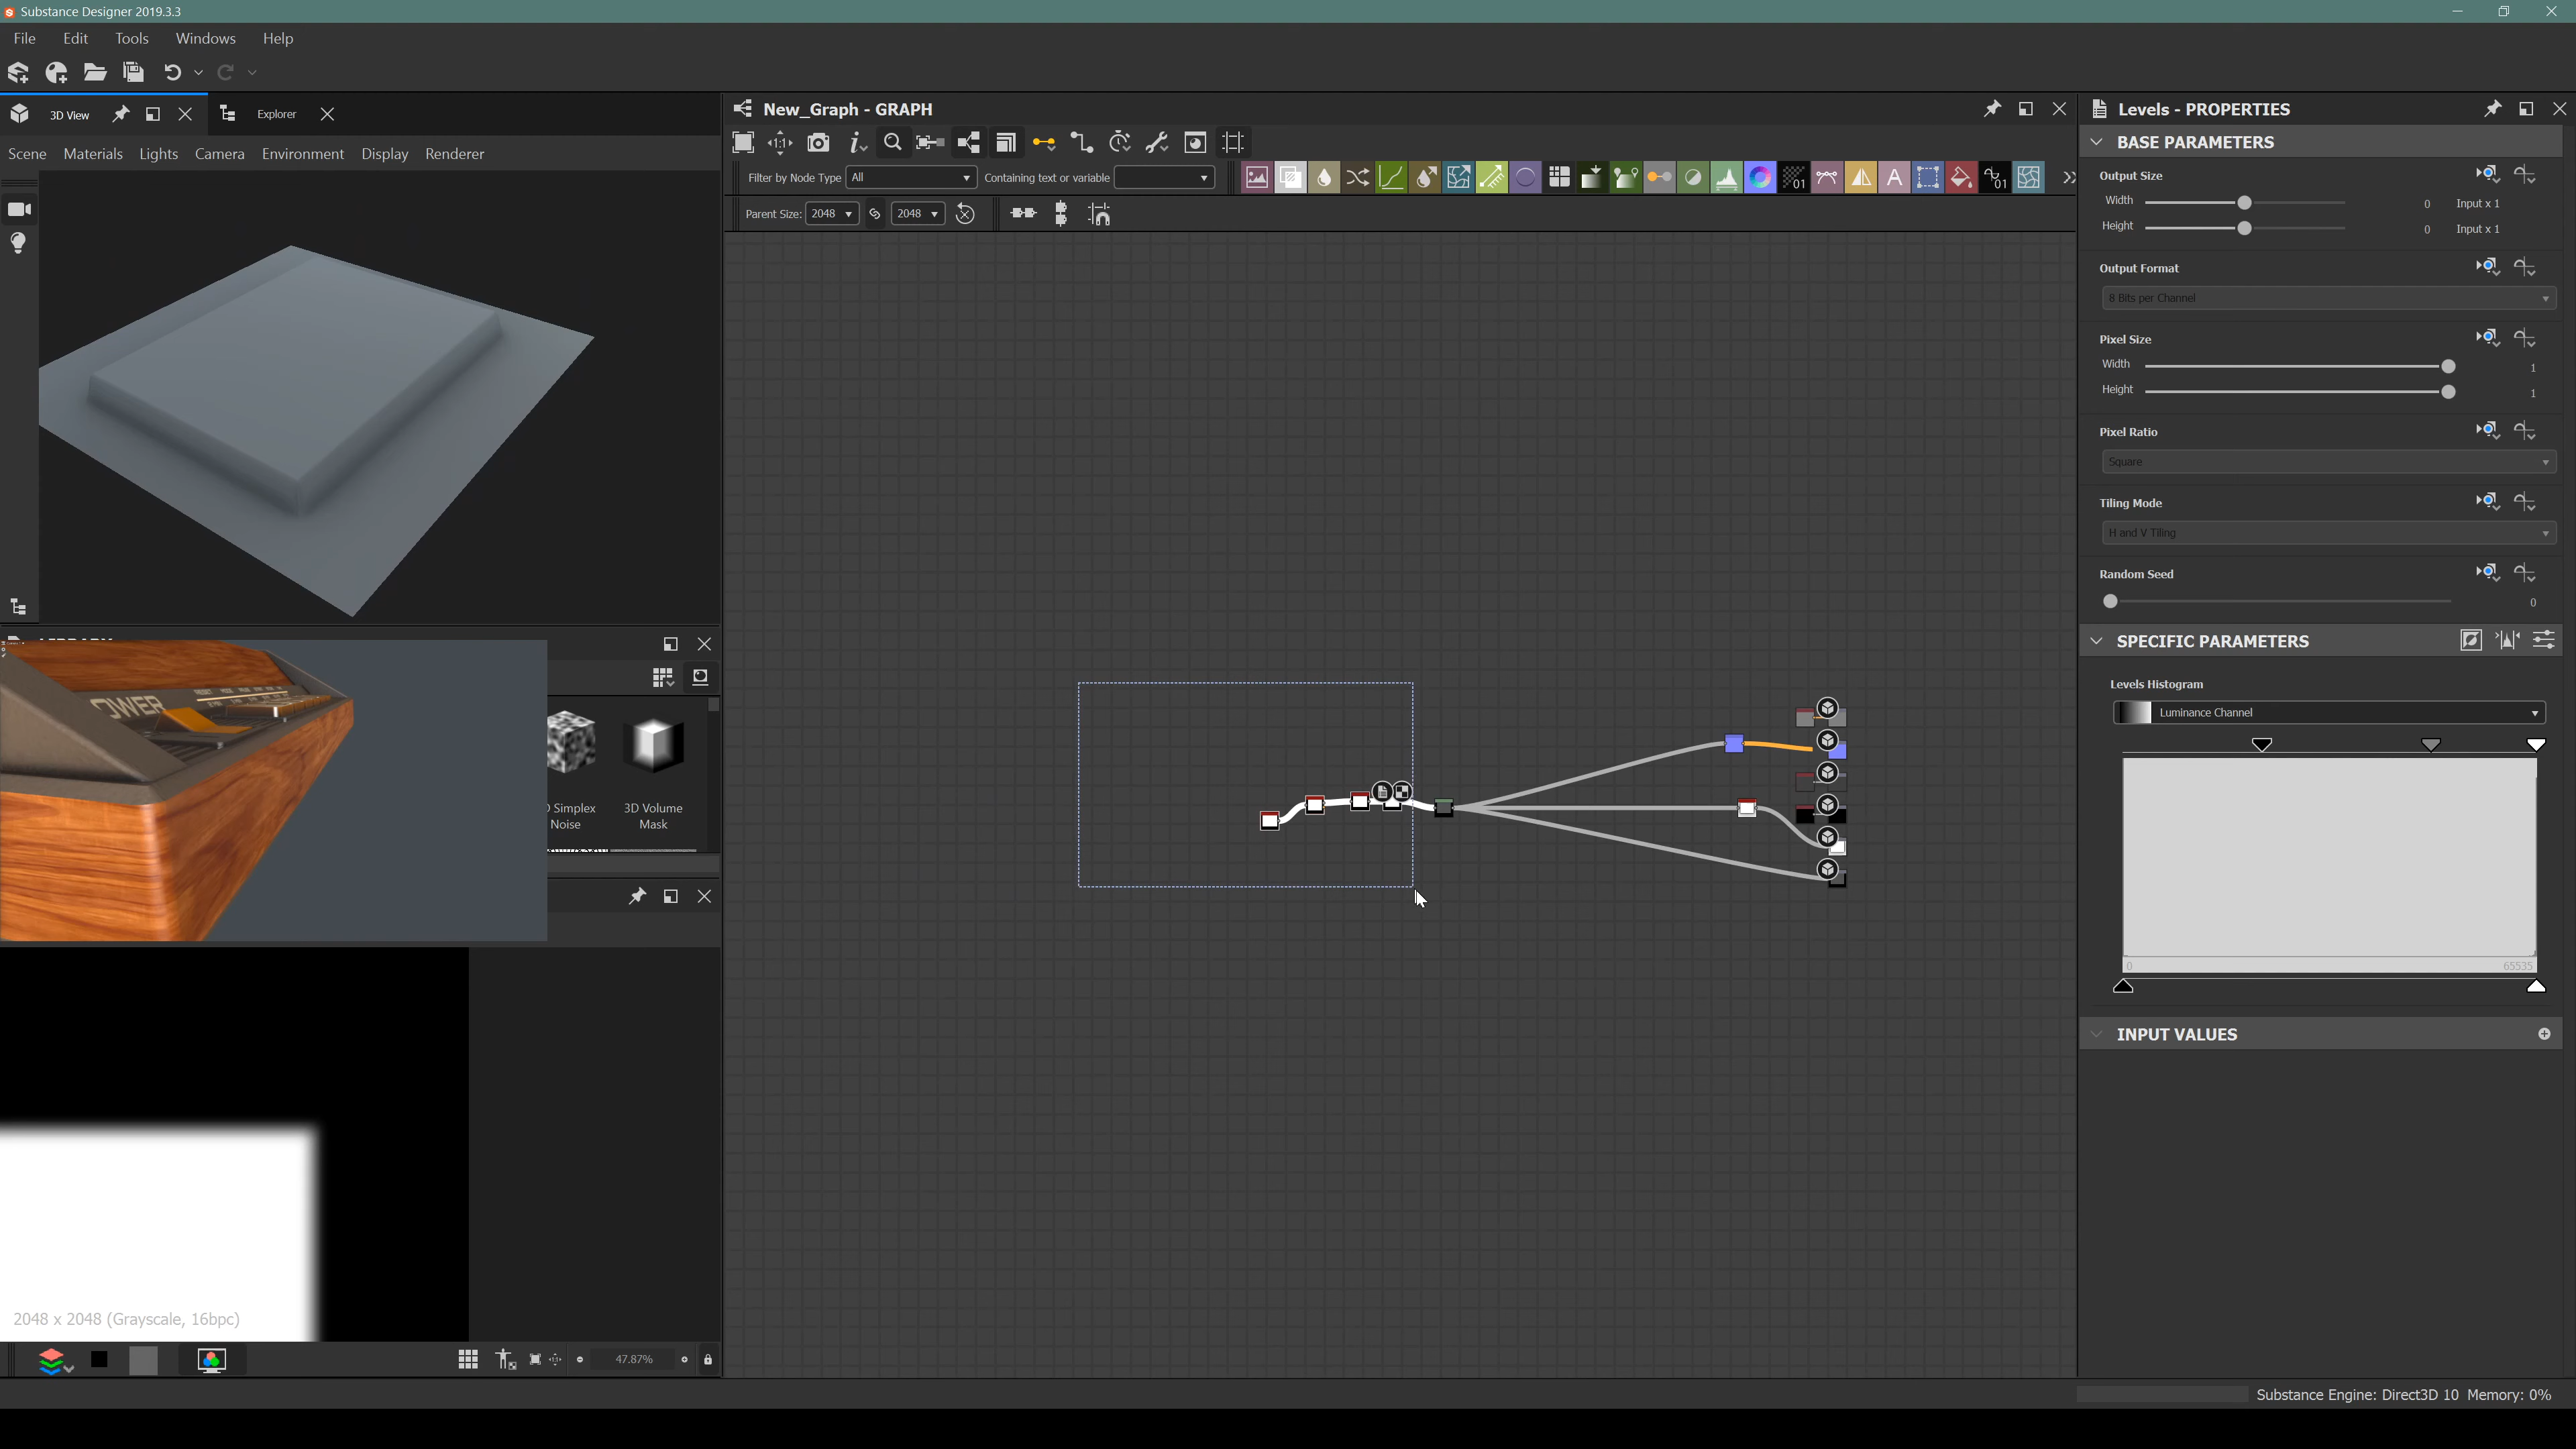 Substance Designer 2019.3.3
File Edit Tools Windows Help
3D View Explorer
Scene Materials Lights Camera Environment Display Renderer
OWER
3D Volume
Mask
Simplex
Noise
2048 x 2048 (Grayscale, 16bpc)
47.87%
New_Graph - GRAPH
Filter by Node Type All Containing text or variable
01
A
01
Parent Size: 2048 2048
Levels - PROPERTIES
BASE PARAMETERS
Output Size
Width 0 Input x 1
Height 0 Input x 1
Output Format
8 Bits per Channel
Pixel Size
Width 1
Height 1
Pixel Ratio
Square
Tiling Mode
H and V Tiling
Random Seed
0
SPECIFIC PARAMETERS
Levels Histogram
Luminance Channel
0 65535
INPUT VALUES
Substance Engine: Direct3D 10 Memory: 0%